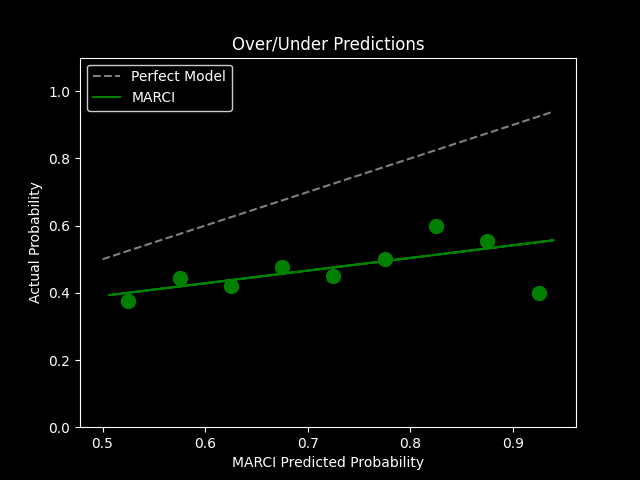 Over/Under Predictions
Perfect Model
MARCI
1.0
0.8
0.6
0.4
0.2
0.0
Actual Probability
0.5 0.6 0.7 0.8 0.9
MARCI Predicted Probability